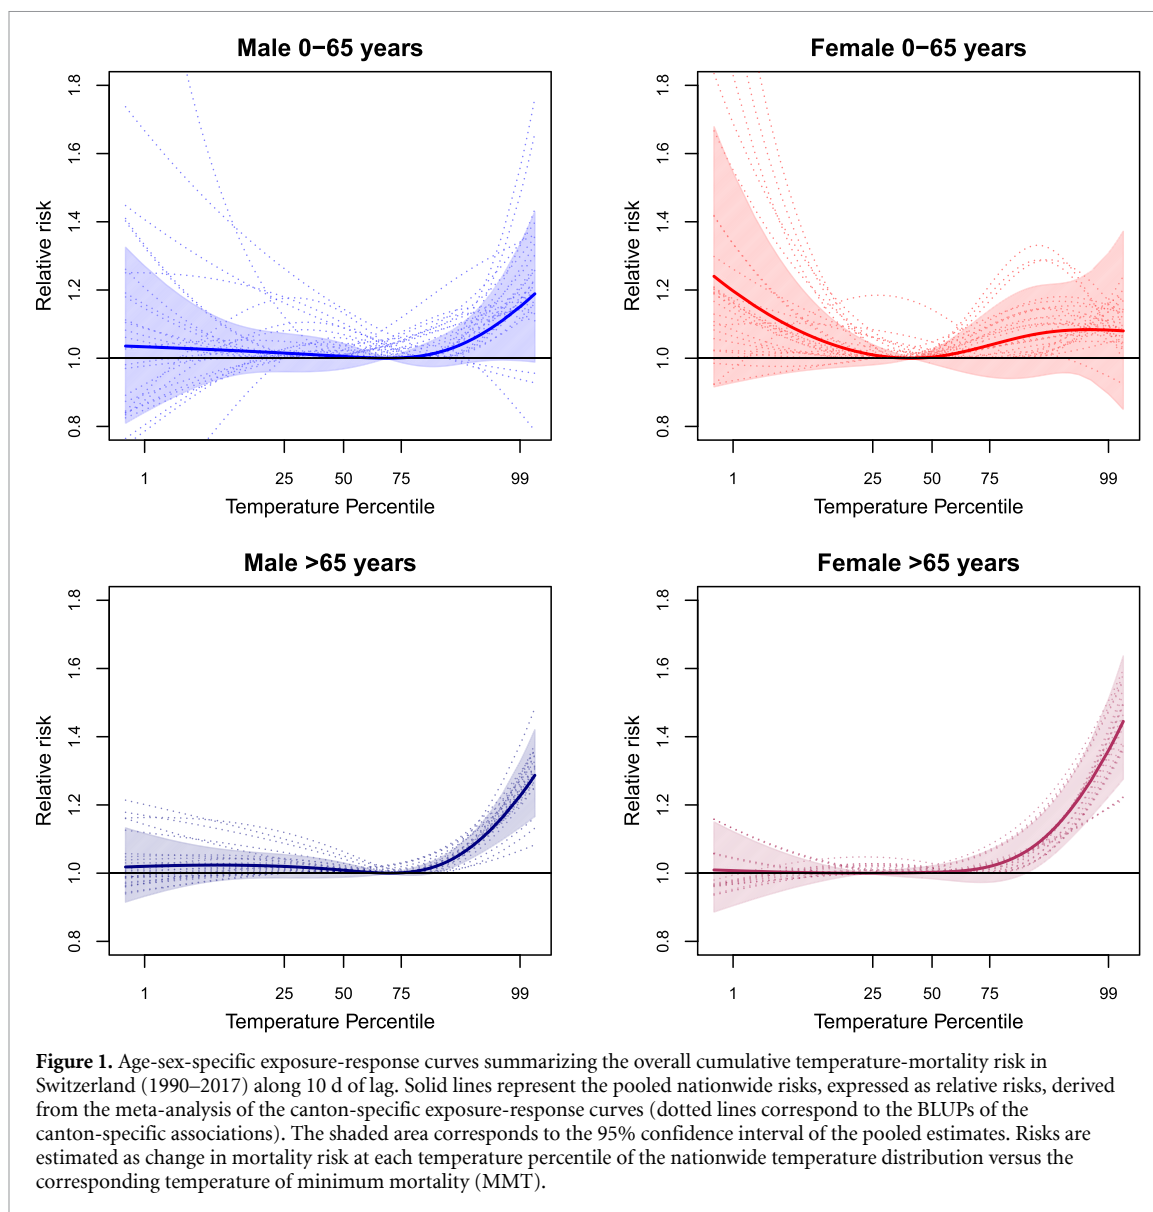 Male 0−65 years
Relative risk
1.8
1.6
1.4
1.2
1.0
0.8
1 25 50 75 99
Temperature Percentile
Female 0−65 years
Relative risk
1.8
1.6
1.4
1.2
1.0
0.8
1 25 50 75 99
Temperature Percentile
Male >65 years
Relative risk
1.8
1.6
1.4
1.2
1.0
0.8
1 25 50 75 99
Temperature Percentile
Female >65 years
Relative risk
1.8
1.6
1.4
1.2
1.0
0.8
1 25 50 75 99
Temperature Percentile
Figure 1. Age-sex-specific exposure-response curves summarizing the overall cumulative temperature-mortality risk in
Switzerland (1990–2017) along 10 d of lag. Solid lines represent the pooled nationwide risks, expressed as relative risks, derived
from the meta-analysis of the canton-specific exposure-response curves (dotted lines correspond to the BLUPs of the
canton-specific associations). The shaded area corresponds to the 95% confidence interval of the pooled estimates. Risks are
estimated as change in mortality risk at each temperature percentile of the nationwide temperature distribution versus the
corresponding temperature of minimum mortality (MMT).